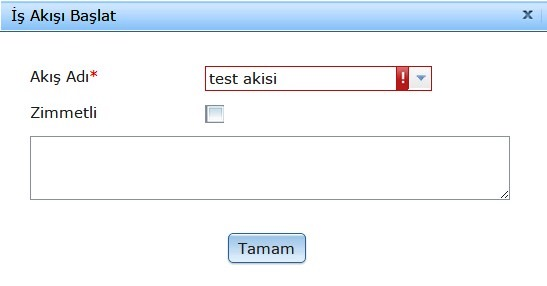 İş Akışı Başlat
Akış Adı*
test akisi
Zimmetli
Tamam